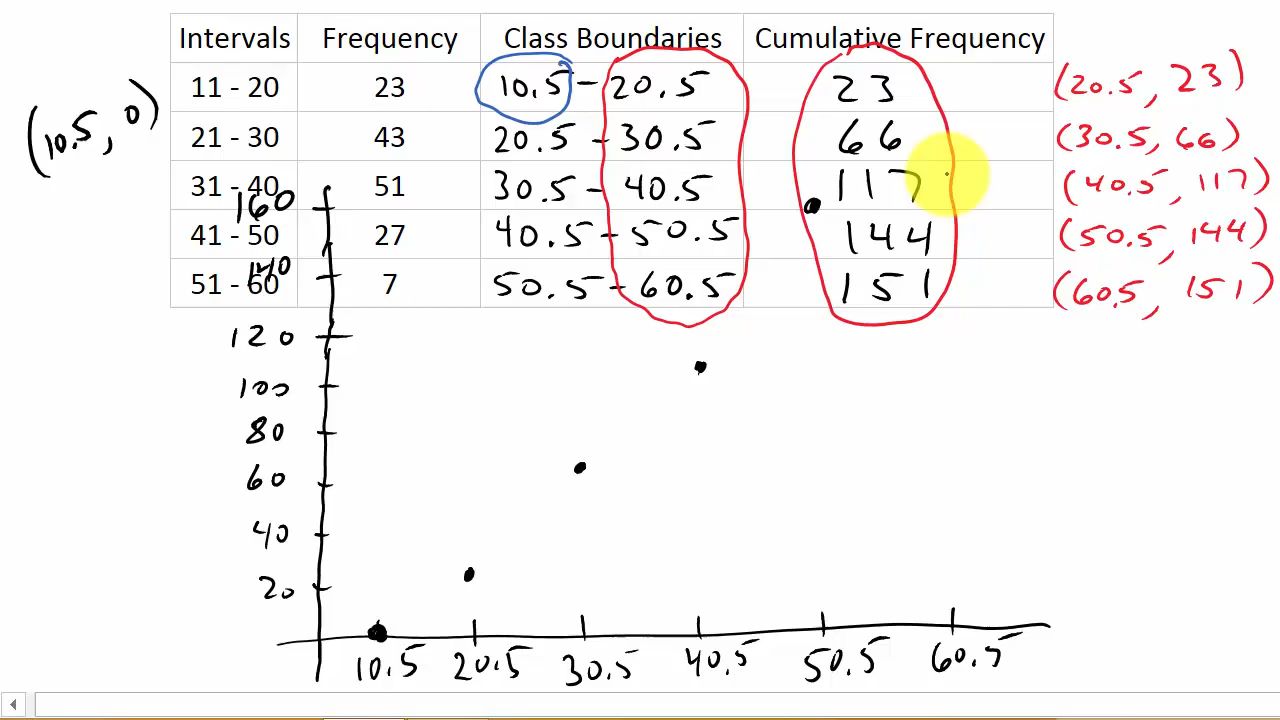 Intervals Frequency Class Boundaries Cumulative Frequency
11 - 20 23 10.5 - 20.5 23 (20.5, 23)
(10.5, 0)
21 - 30 43 20.5 - 30.5 66 (30.5, 66)
31 - 40 51 30.5 - 40.5 117 (40.5, 117)
160
41 - 50 27 40.5 - 50.5 144 (50.5, 144)
140
51 - 60 7 50.5 - 60.5 151 (60.5, 151)
120
100
80
60
40
20
10.5 20.5 30.5 40.5 50.5 60.5